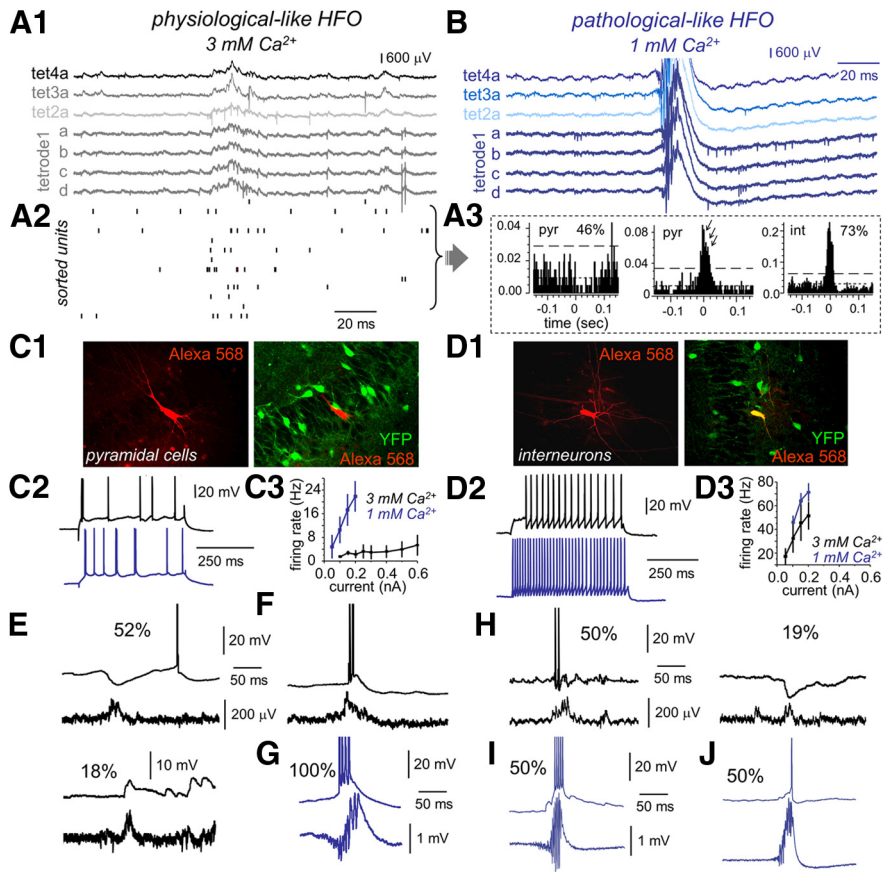 A1
physiological-like HFO
3 mM Ca²⁺
600 μV
tet4a
tet3a
tet2a
tetrode1
a
b
c
d
B
pathological-like HFO
1 mM Ca²⁺
600 μV
20 ms
tet4a
tet3a
tet2a
tetrode1
a
b
c
d
A2
sorted units
20 ms
A3
0.04
0.02
0.00
pyr 46%
-0.1 0 0.1
0.08
0.04
0.0
pyr
-0.1 0 0.1
0.2
0.1
0.0
int 73%
-0.1 0 0.1
time (sec)
C1
Alexa 568
pyramidal cells
YFP
Alexa 568
D1
Alexa 568
interneurons
YFP
Alexa 568
C2
20 mV
250 ms
C3
firing rate (Hz)
24
16
8
0
3 mM Ca²⁺
1 mM Ca²⁺
0.0 0.2 0.4 0.6
current (nA)
D2
20 mV
250 ms
D3
firing rate (Hz)
80
60
40
20
3 mM Ca²⁺
1 mM Ca²⁺
0.0 0.2 0.4 0.6
current (nA)
E
52%
20 mV
50 ms
200 μV
18%
10 mV
F
G
100%
20 mV
50 ms
1 mV
H
50%
20 mV
50 ms
200 μV
19%
I
50%
20 mV
50 ms
1 mV
J
50%